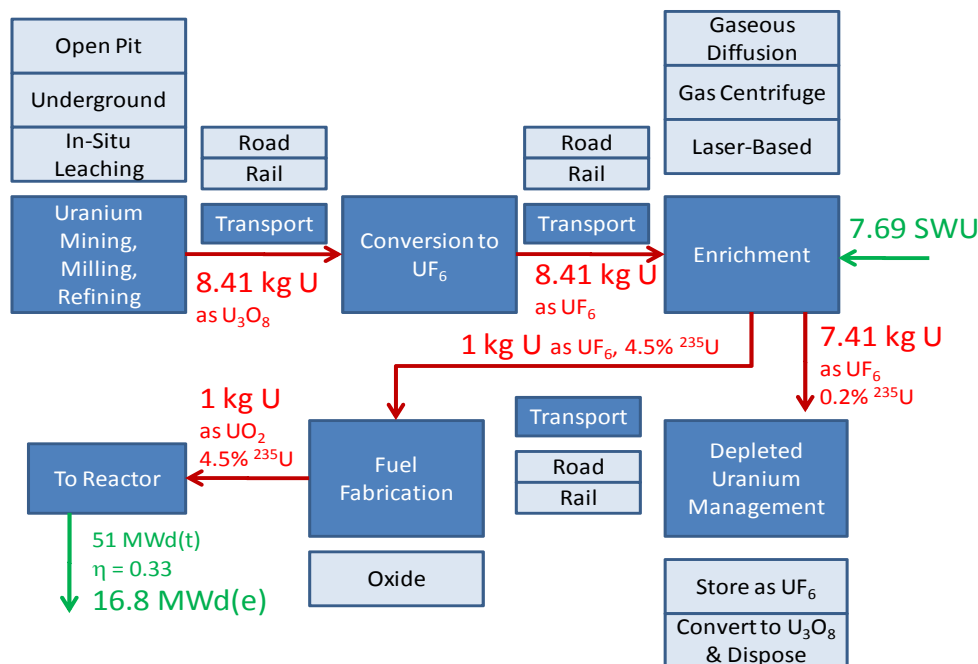 Open Pit
Underground
In-Situ
Leaching
Road
Rail
Road
Rail
Gaseous
Diffusion
Gas Centrifuge
Laser-Based
Uranium
Mining,
Milling,
Refining
Transport
8.41 kg U
as U₃O₈
Conversion to
UF₆
Transport
8.41 kg U
as UF₆
Enrichment
7.69 SWU
1 kg U as UF₆, 4.5% ²³⁵U
7.41 kg U
as UF₆
0.2% ²³⁵U
To Reactor
1 kg U
as UO₂
4.5% ²³⁵U
Fuel
Fabrication
Transport
Road
Rail
Depleted
Uranium
Management
51 MWd(t)
η = 0.33
16.8 MWd(e)
Oxide
Store as UF₆
Convert to U₃O₈
& Dispose